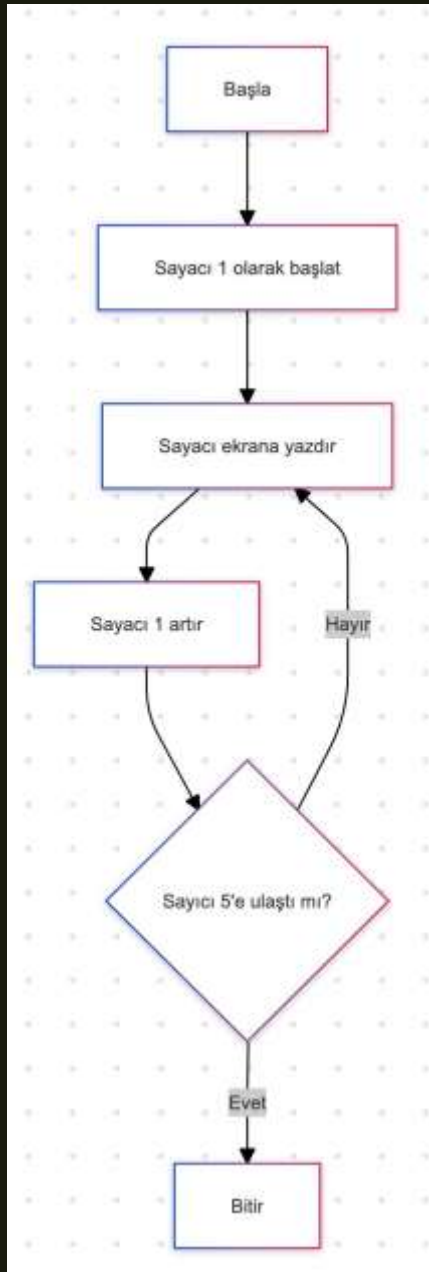 Başla
Sayacı 1 olarak başlat
Sayacı ekrana yazdır
Sayacı 1 artır
Hayır
Sayıcı 5'e ulaştı mı?
Evet
Bitir